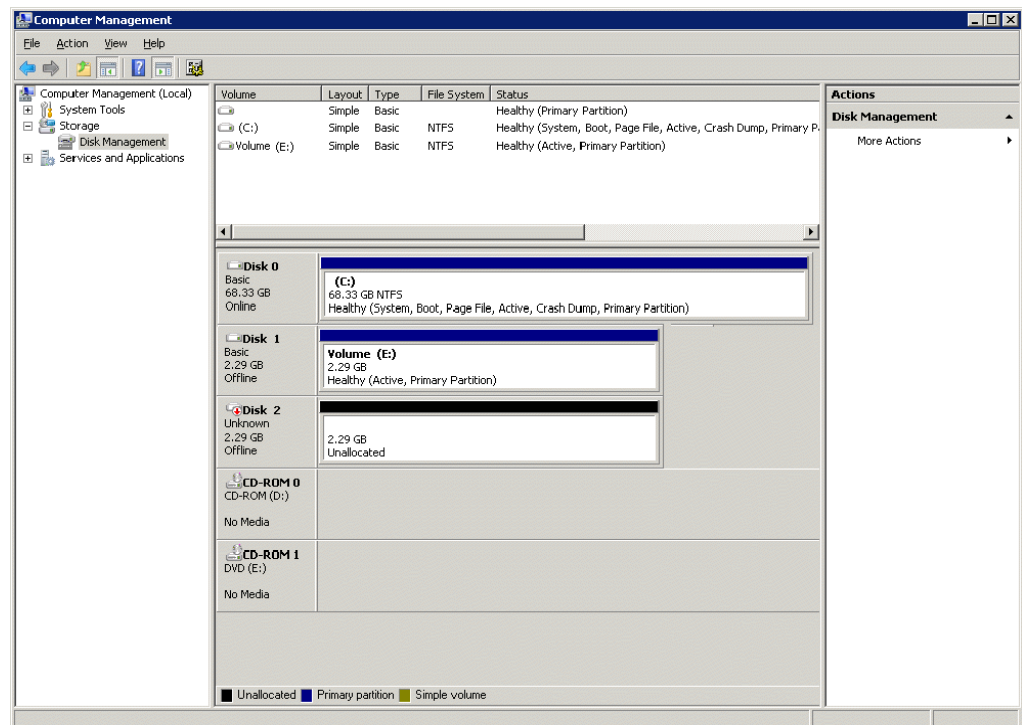 Computer Management
File Action View Help
Computer Management (Local)
System Tools
Storage
Disk Management
Services and Applications
Volume Layout Type File System Status
Simple Basic Healthy (Primary Partition)
(C:) Simple Basic NTFS Healthy (System, Boot, Page File, Active, Crash Dump, Primary P
Volume (E:) Simple Basic NTFS Healthy (Active, Primary Partition)
Disk 0
Basic
68.33 GB
Online
(C:)
68.33 GB NTFS
Healthy (System, Boot, Page File, Active, Crash Dump, Primary Partition)
Disk 1
Basic
2.29 GB
Offline
Volume (E:)
2.29 GB
Healthy (Active, Primary Partition)
Disk 2
Unknown
2.29 GB
Offline
2.29 GB
Unallocated
CD-ROM 0
CD-ROM (D:)
No Media
CD-ROM 1
DVD (E:)
No Media
Unallocated Primary partition Simple volume
Actions
Disk Management
More Actions